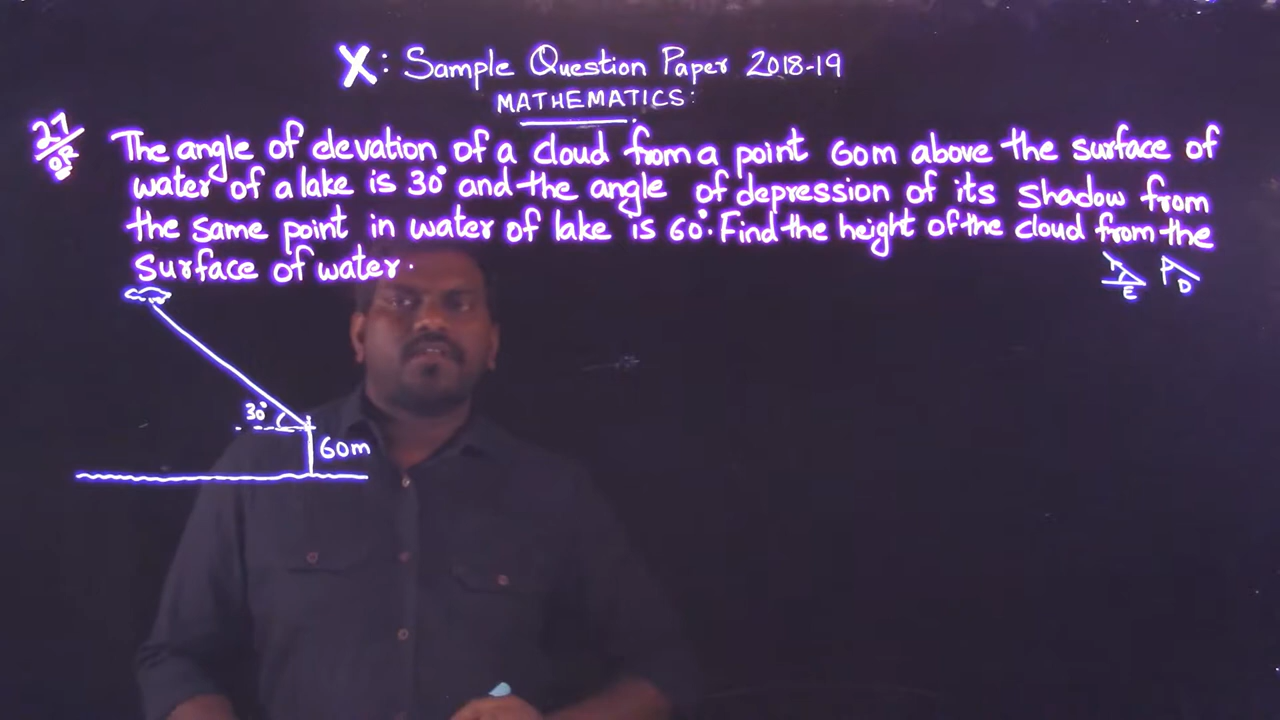 X: Sample Question Paper 2018-19
MATHEMATICS:
27/OR The angle of elevation of a cloud from a point 60m above the surface of
water of a lake is 30° and the angle of depression of its shadow from
the same point in water of lake is 60°. Find the height of the cloud from the
surface of water.
E D
30°
60m